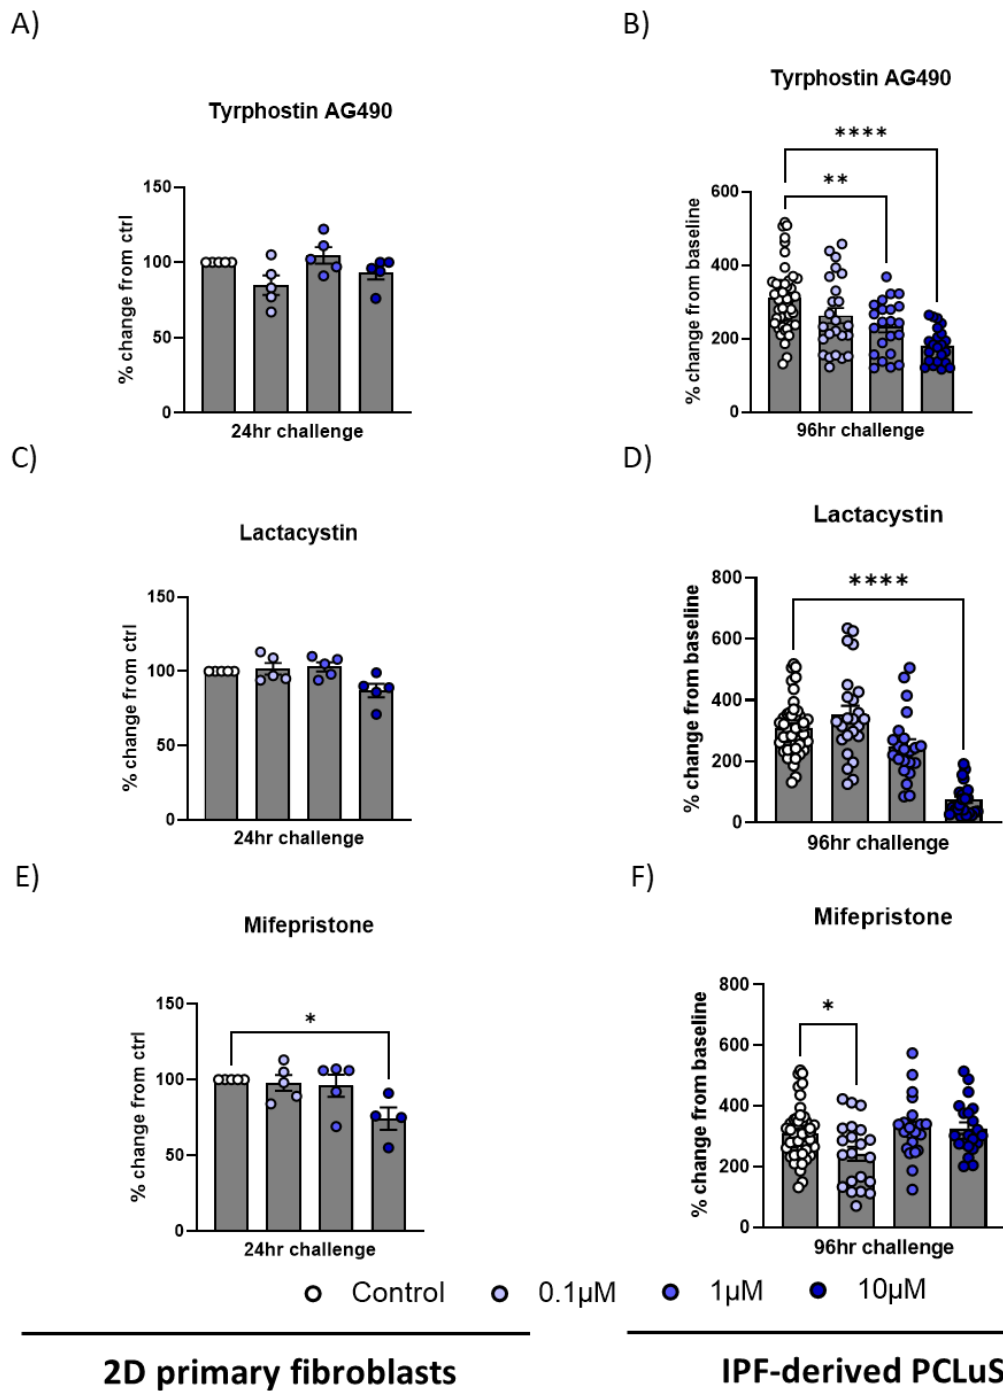 A)
B)
Tyrphostin AG490
Tyrphostin AG490
% change from ctrl
150
100
50
0
24hr challenge
% change from baseline
600
400
200
0
****
**
96hr challenge
C)
D)
Lactacystin
Lactacystin
% change from ctrl
150
100
50
0
24hr challenge
% change from baseline
800
600
400
200
0
****
96hr challenge
E)
F)
Mifepristone
Mifepristone
% change from ctrl
150
100
50
0
*
24hr challenge
% change from baseline
800
600
400
200
0
*
96hr challenge
Control 0.1µM 1µM 10µM
2D primary fibroblasts
IPF-derived PCLuS